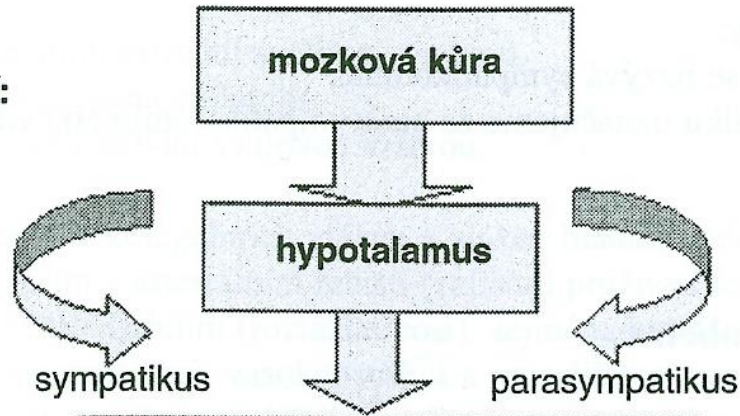 mozková kůra
:
hypotalamus
sympatikus
parasympatikus